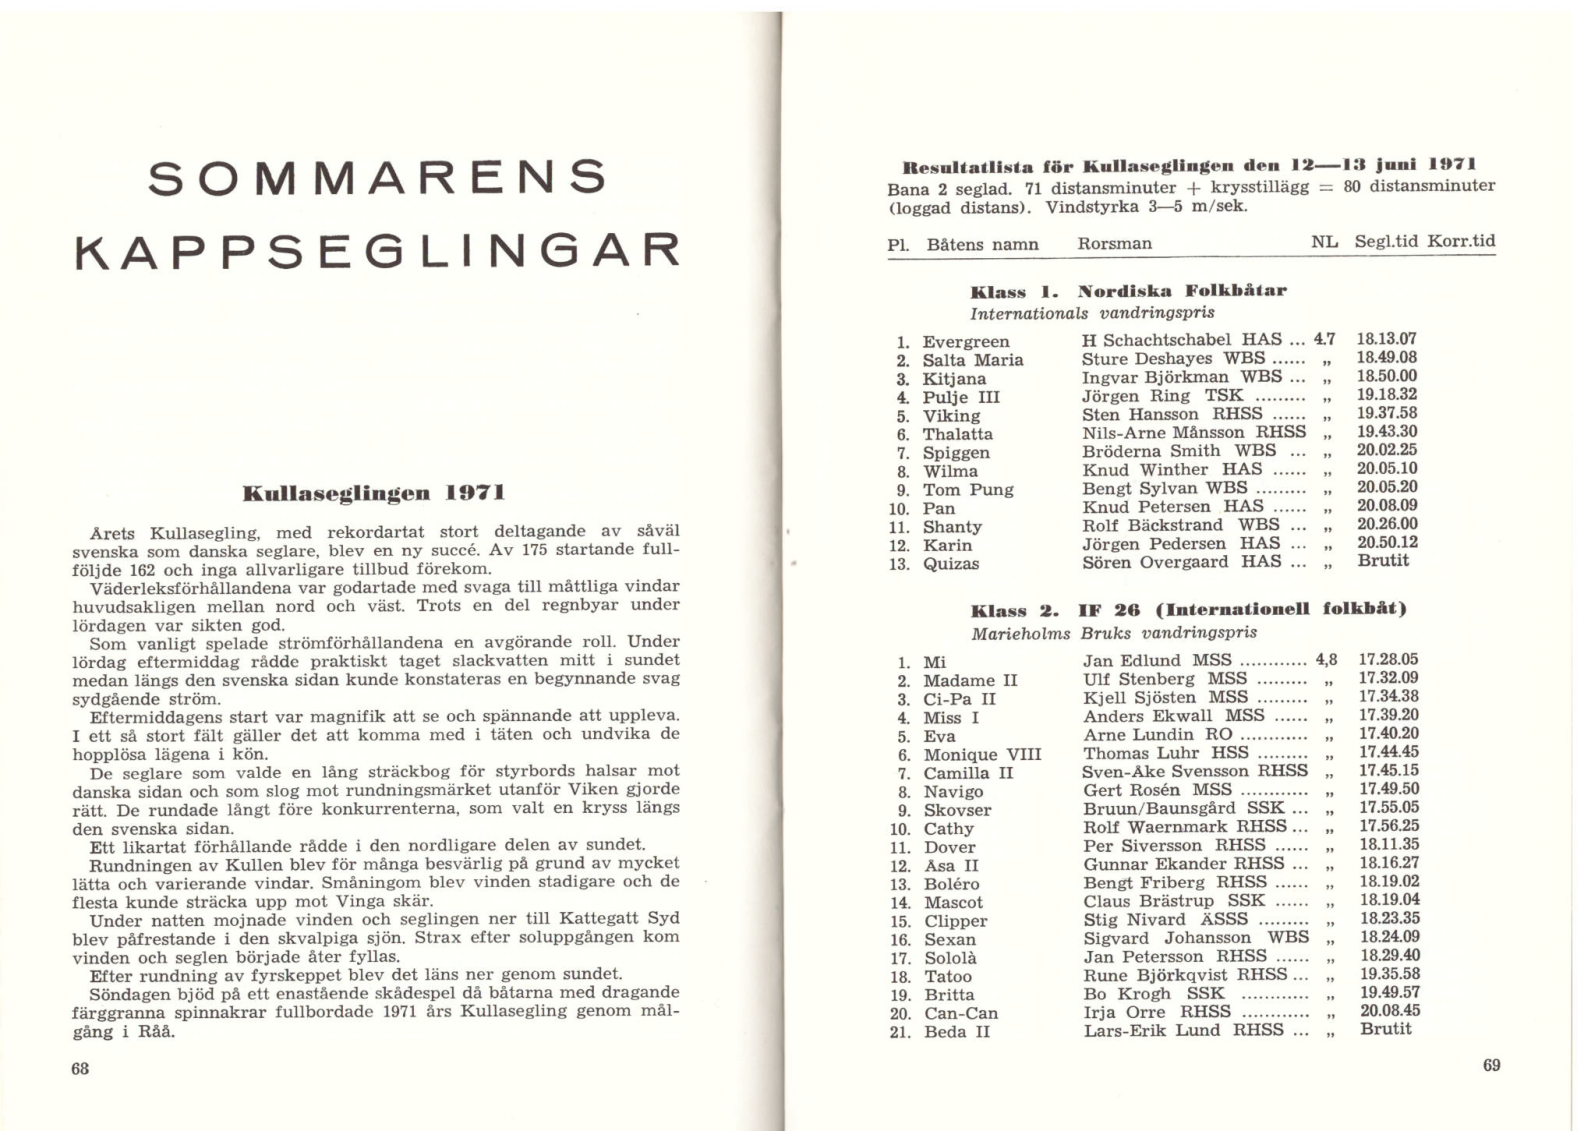 SOMMARENS
KAPPSEGLINGAR
Kullaseglingen 1971
Årets Kullasegling, med rekordartat stort deltagande av såväl
svenska som danska seglare, blev en ny succé. Av 175 startande full-
följde 162 och inga allvarligare tillbud förekom.
Väderleksförhållandena var godartade med svaga till måttliga vindar
huvudsakligen mellan nord och väst. Trots en del regnbyar under
lördagen var sikten god.
Som vanligt spelade strömförhållandena en avgörande roll. Under
lördag eftermiddag rådde praktiskt taget slackvatten mitt i sundet
medan längs den svenska sidan kunde konstateras en begynnande svag
sydgående ström.
Eftermiddagens start var magnifik att se och spännande att uppleva.
I ett så stort fält gäller det att komma med i täten och undvika de
hopplösa lägena i kön.
De seglare som valde en lång sträckbog för styrbords halsar mot
danska sidan och som slog mot rundningsmärket utanför Viken gjorde
rätt. De rundade långt före konkurrenterna, som valt en kryss längs
den svenska sidan.
Ett likartat förhållande rådde i den nordligare delen av sundet.
Rundningen av Kullen blev för många besvärlig på grund av mycket
lätta och varierande vindar. Småningom blev vinden stadigare och de
flesta kunde sträcka upp mot Vinga skär.
Under natten mojnade vinden och seglingen ner till Kattegatt Syd
blev påfrestande i den skvalpiga sjön. Strax efter soluppgången kom
vinden och seglen började åter fyllas.
Efter rundning av fyrskeppet blev det läns ner genom sundet.
Söndagen bjöd på ett enastående skådespel då båtarna med dragande
färggranna spinnakrar fullbordade 1971 års Kullasegling genom mål-
gång i Råå.
68
Resultatlista för Kullaseglingen den 12—13 juni 1971
Bana 2 seglad. 71 distansminuter + krysstillägg = 80 distansminuter
(loggad distans). Vindstyrka 3—5 m/sek.
Pl. Båtens namn Rorsman NL Segl.tid Korr.tid
Klass 1. Nordiska Folkbåtar
Internationals vandringspris
1. Evergreen H Schachtschabel HAS ... 4.7 18.13.07
2. Salta Maria Sture Deshayes WBS ...... „ 18.49.08
3. Kitjana Ingvar Björkman WBS ... „ 18.50.00
4. Pulje III Jörgen Ring TSK ......... „ 19.18.32
5. Viking Sten Hansson RHSS ...... „ 19.37.58
6. Thalatta Nils-Arne Månsson RHSS „ 19.43.30
7. Spiggen Bröderna Smith WBS ... „ 20.02.25
8. Wilma Knud Winther HAS ...... „ 20.05.10
9. Tom Pung Bengt Sylvan WBS ......... „ 20.05.20
10. Pan Knud Petersen HAS ...... „ 20.08.09
11. Shanty Rolf Bäckstrand WBS ... „ 20.26.00
12. Karin Jörgen Pedersen HAS ... „ 20.50.12
13. Quizas Sören Overgaard HAS ... „ Brutit
Klass 2. IF 26 (Internationell folkbåt)
Marieholms Bruks vandringspris
1. Mi Jan Edlund MSS ............ 4,8 17.28.05
2. Madame II Ulf Stenberg MSS ......... „ 17.32.09
3. Ci-Pa II Kjell Sjösten MSS ......... „ 17.34.38
4. Miss I Anders Ekwall MSS ...... „ 17.39.20
5. Eva Arne Lundin RO ............ „ 17.40.20
6. Monique VIII Thomas Luhr HSS ......... „ 17.44.45
7. Camilla II Sven-Åke Svensson RHSS „ 17.45.15
8. Navigo Gert Rosén MSS ............ „ 17.49.50
9. Skovser Bruun/Baunsgård SSK ... „ 17.55.05
10. Cathy Rolf Waernmark RHSS ... „ 17.56.25
11. Dover Per Siversson RHSS ...... „ 18.11.35
12. Åsa II Gunnar Ekander RHSS ... „ 18.16.27
13. Boléro Bengt Friberg RHSS ...... „ 18.19.02
14. Mascot Claus Brästrup SSK ...... „ 18.19.04
15. Clipper Stig Nivard ÄSSS ......... „ 18.23.35
16. Sexan Sigvard Johansson WBS „ 18.24.09
17. Sololà Jan Petersson RHSS ...... „ 18.29.40
18. Tatoo Rune Björkqvist RHSS ... „ 19.35.58
19. Britta Bo Krogh SSK ............ „ 19.49.57
20. Can-Can Irja Orre RHSS ............ „ 20.08.45
21. Beda II Lars-Erik Lund RHSS ... „ Brutit
69